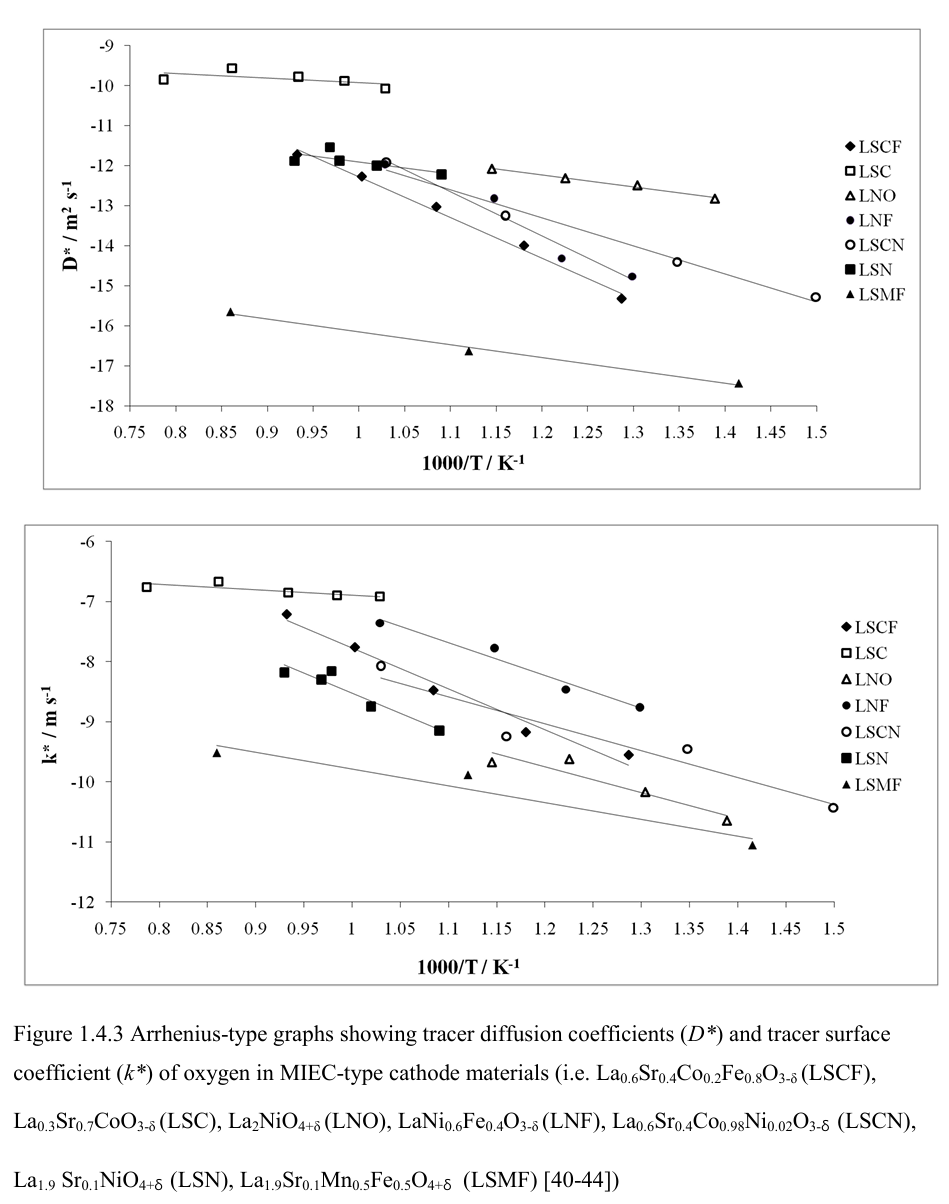 -9
-10
-11
-12
-13
-14
-15
-16
-17
-18
D* / m² s⁻¹
0.75 0.8 0.85 0.9 0.95 1 1.05 1.1 1.15 1.2 1.25 1.3 1.35 1.4 1.45 1.5
1000/T / K⁻¹
LSCF
LSC
LNO
LNF
LSCN
LSN
LSMF
-6
-7
-8
-9
-10
-11
-12
k* / m s⁻¹
0.75 0.8 0.85 0.9 0.95 1 1.05 1.1 1.15 1.2 1.25 1.3 1.35 1.4 1.45 1.5
1000/T / K⁻¹
LSCF
LSC
LNO
LNF
LSCN
LSN
LSMF
Figure 1.4.3 Arrhenius-type graphs showing tracer diffusion coefficients (D*) and tracer surface
coefficient (k*) of oxygen in MIEC-type cathode materials (i.e. La₀.₆Sr₀.₄Co₀.₂Fe₀.₈O₃-δ (LSCF),
La₀.₃Sr₀.₇CoO₃-δ (LSC), La₂NiO₄₊δ (LNO), LaNi₀.₆Fe₀.₄O₃-δ (LNF), La₀.₆Sr₀.₄Co₀.₉₈Ni₀.₀₂O₃-δ (LSCN),
La₁.₉ Sr₀.₁NiO₄₊δ (LSN), La₁.₉Sr₀.₁Mn₀.₅Fe₀.₅O₄₊δ (LSMF) [40-44])